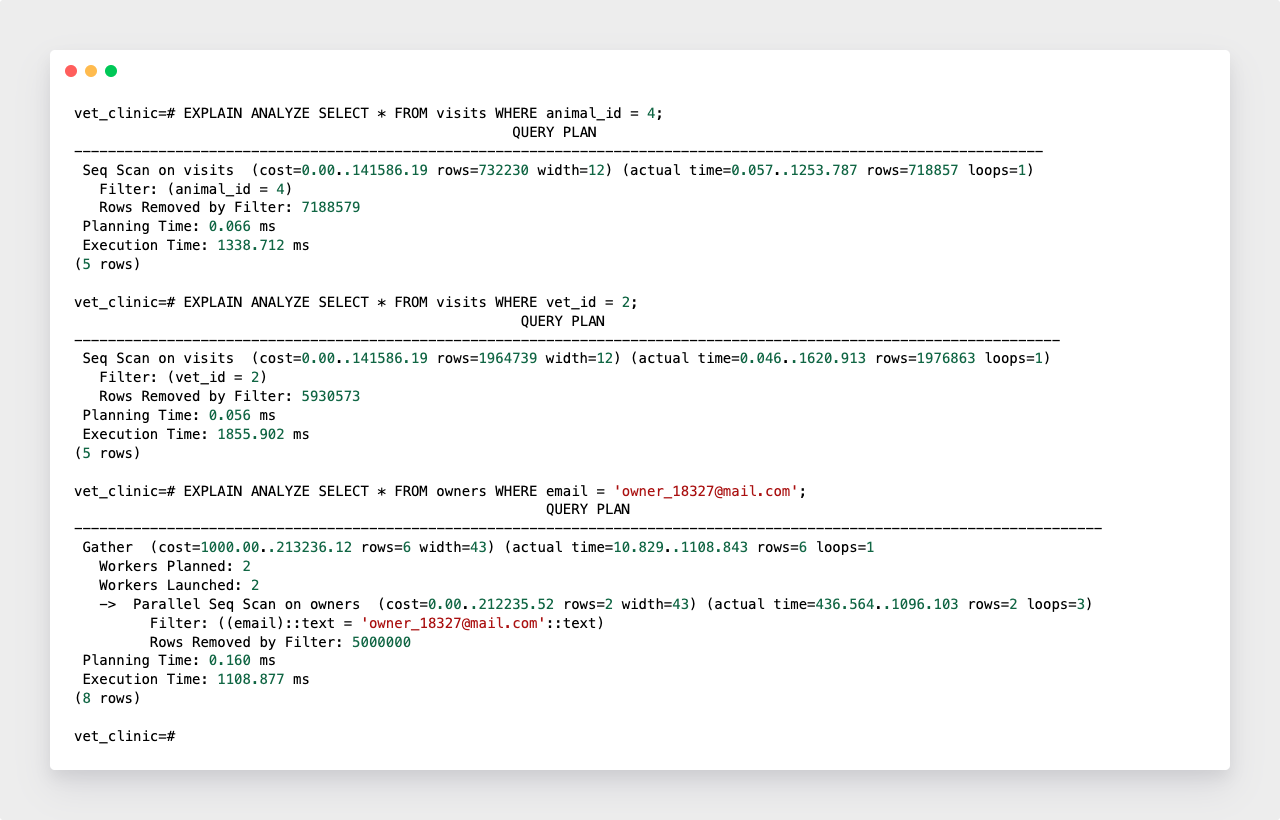 vet_clinic=# EXPLAIN ANALYZE SELECT * FROM visits WHERE animal_id = 4;
QUERY PLAN
-------------------------------------------------------------------------------------------------------------------
Seq Scan on visits  (cost=0.00..141586.19 rows=732230 width=12) (actual time=0.057..1253.787 rows=718857 loops=1)
Filter: (animal_id = 4)
Rows Removed by Filter: 7188579
Planning Time: 0.066 ms
Execution Time: 1338.712 ms
(5 rows)
vet_clinic=# EXPLAIN ANALYZE SELECT * FROM visits WHERE vet_id = 2;
QUERY PLAN
---------------------------------------------------------------------------------------------------------------------
Seq Scan on visits  (cost=0.00..141586.19 rows=1964739 width=12) (actual time=0.046..1620.913 rows=1976863 loops=1)
Filter: (vet_id = 2)
Rows Removed by Filter: 5930573
Planning Time: 0.056 ms
Execution Time: 1855.902 ms
(5 rows)
vet_clinic=# EXPLAIN ANALYZE SELECT * FROM owners WHERE email = 'owner_18327@mail.com';
QUERY PLAN
--------------------------------------------------------------------------------------------------------------------------
Gather  (cost=1000.00..213236.12 rows=6 width=43) (actual time=10.829..1108.843 rows=6 loops=1
Workers Planned: 2
Workers Launched: 2
->  Parallel Seq Scan on owners  (cost=0.00..212235.52 rows=2 width=43) (actual time=436.564..1096.103 rows=2 loops=3)
Filter: ((email)::text = 'owner_18327@mail.com'::text)
Rows Removed by Filter: 5000000
Planning Time: 0.160 ms
Execution Time: 1108.877 ms
(8 rows)
vet_clinic=#